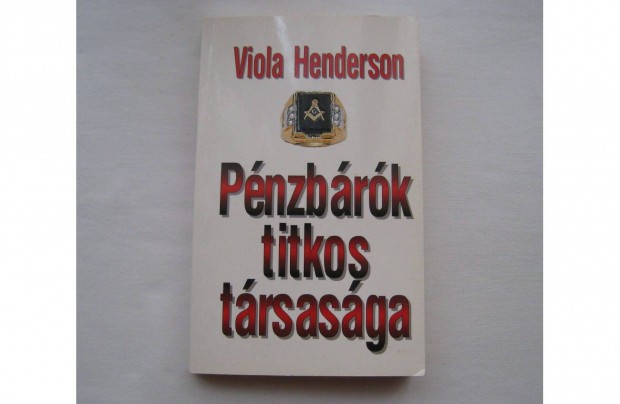 Viola Henderson
Pénzbárók
titkos
társasága